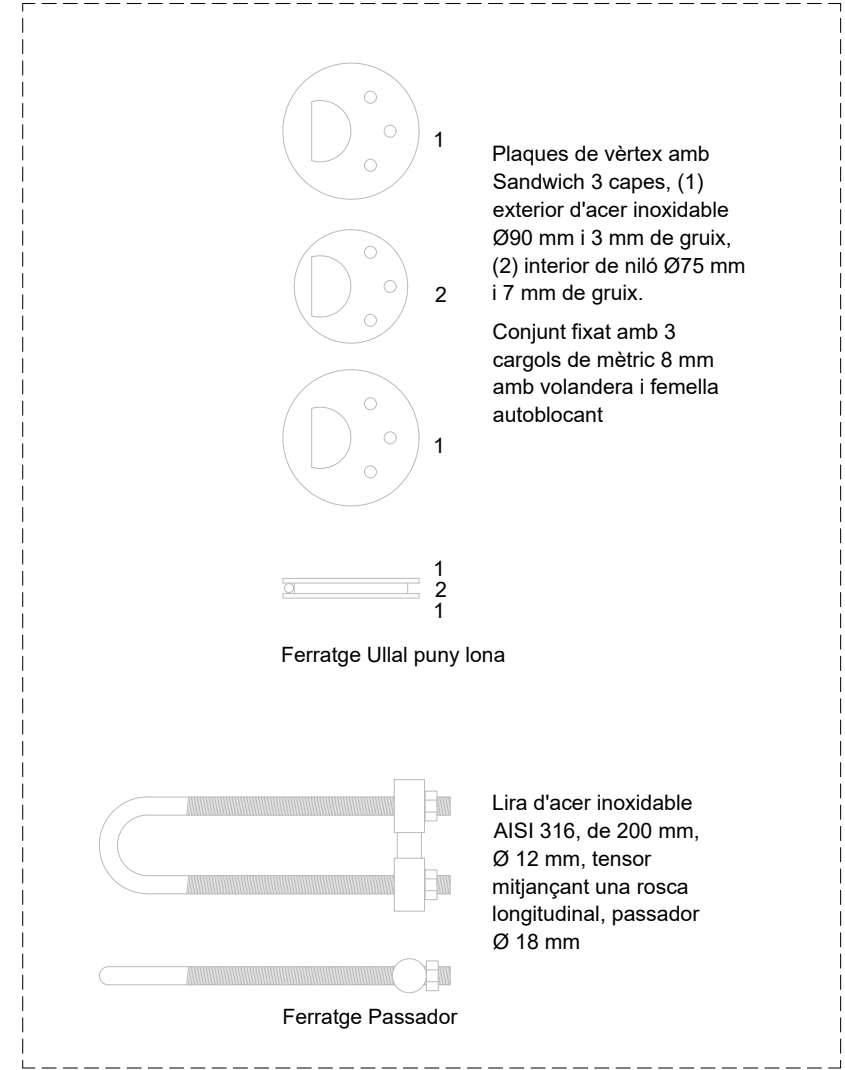 1
Plaques de vèrtex amb
Sandwich 3 capes, (1)
exterior d'acer inoxidable
Ø90 mm i 3 mm de gruix,
(2) interior de niló Ø75 mm
i 7 mm de gruix.
2
Conjunt fixat amb 3
cargols de mètric 8 mm
amb volandera i femella
autoblocant
1
1
2
1
Ferratge Ullal puny lona
Lira d'acer inoxidable
AISI 316, de 200 mm,
Ø 12 mm, tensor
mitjançant una rosca
longitudinal, passador
Ø 18 mm
Ferratge Passador